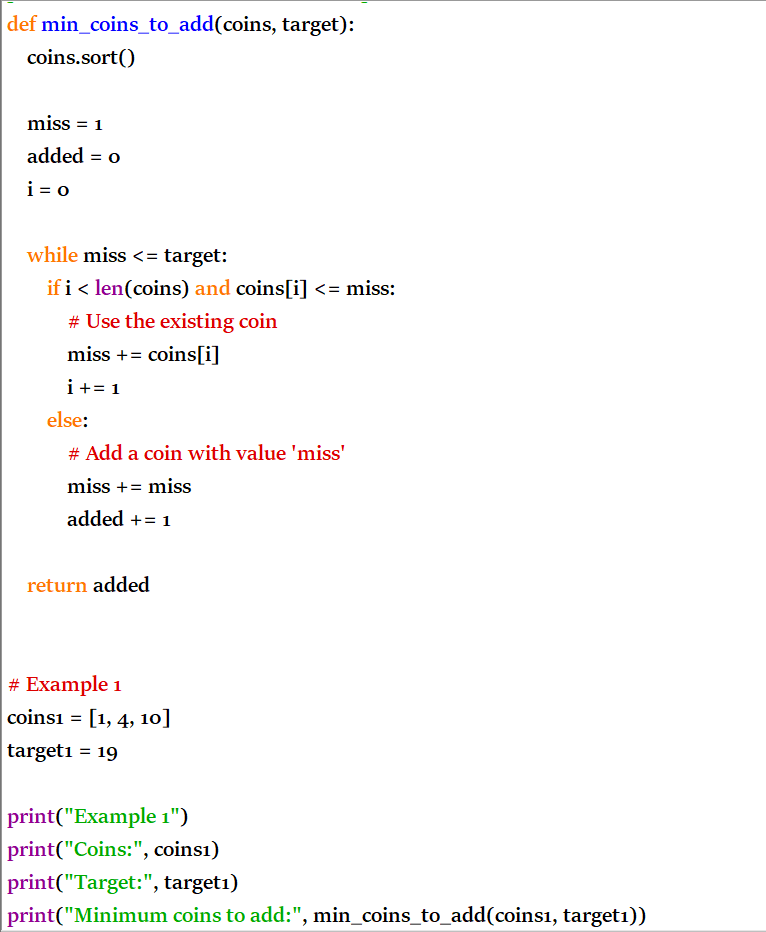 def min_coins_to_add(coins, target):
    coins.sort()

    miss = 1
    added = 0
    i = 0

    while miss <= target:
        if i < len(coins) and coins[i] <= miss:
            # Use the existing coin
            miss += coins[i]
            i += 1
        else:
            # Add a coin with value 'miss'
            miss += miss
            added += 1

    return added


# Example 1
coins1 = [1, 4, 10]
target1 = 19

print("Example 1")
print("Coins:", coins1)
print("Target:", target1)
print("Minimum coins to add:", min_coins_to_add(coins1, target1))